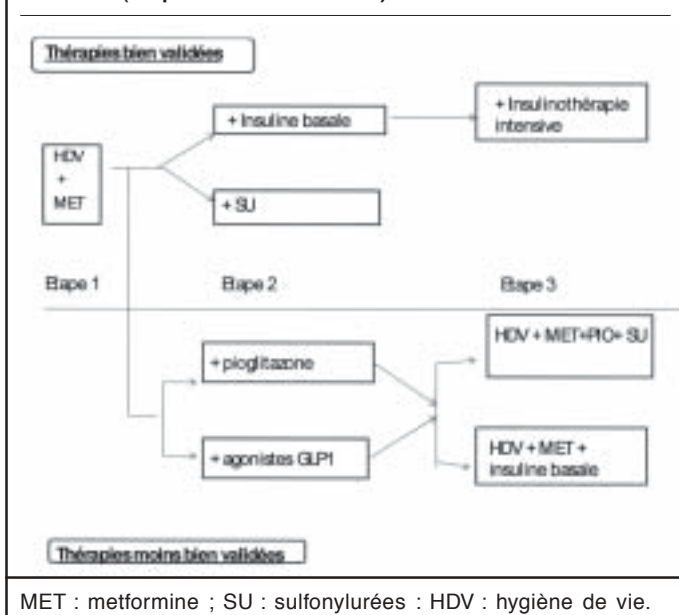 Thérapies bien validées
+ Insuline basale
+ Insulinothérapie
intensive
HDV
+
MET
+ SU
Etape 1
Etape 2
Etape 3
+ pioglitazone
HDV + MET+PIO+ SU
+ agonistes GLP1
HDV + MET +
insuline basale
Thérapies moins bien validées
MET : metformine ; SU : sulfonylurées : HDV : hygiène de vie.